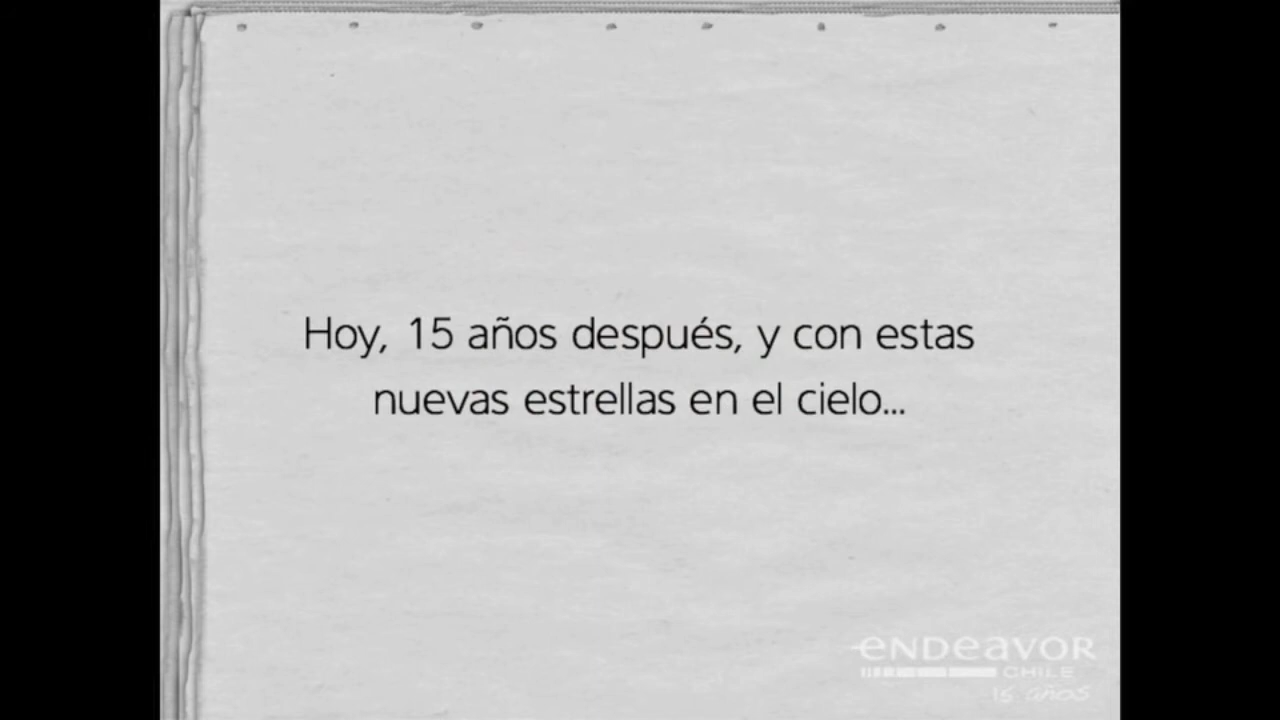 Hoy, 15 años después, y con estas
nuevas estrellas en el cielo...
enDeaVOR
CHILE
15 años